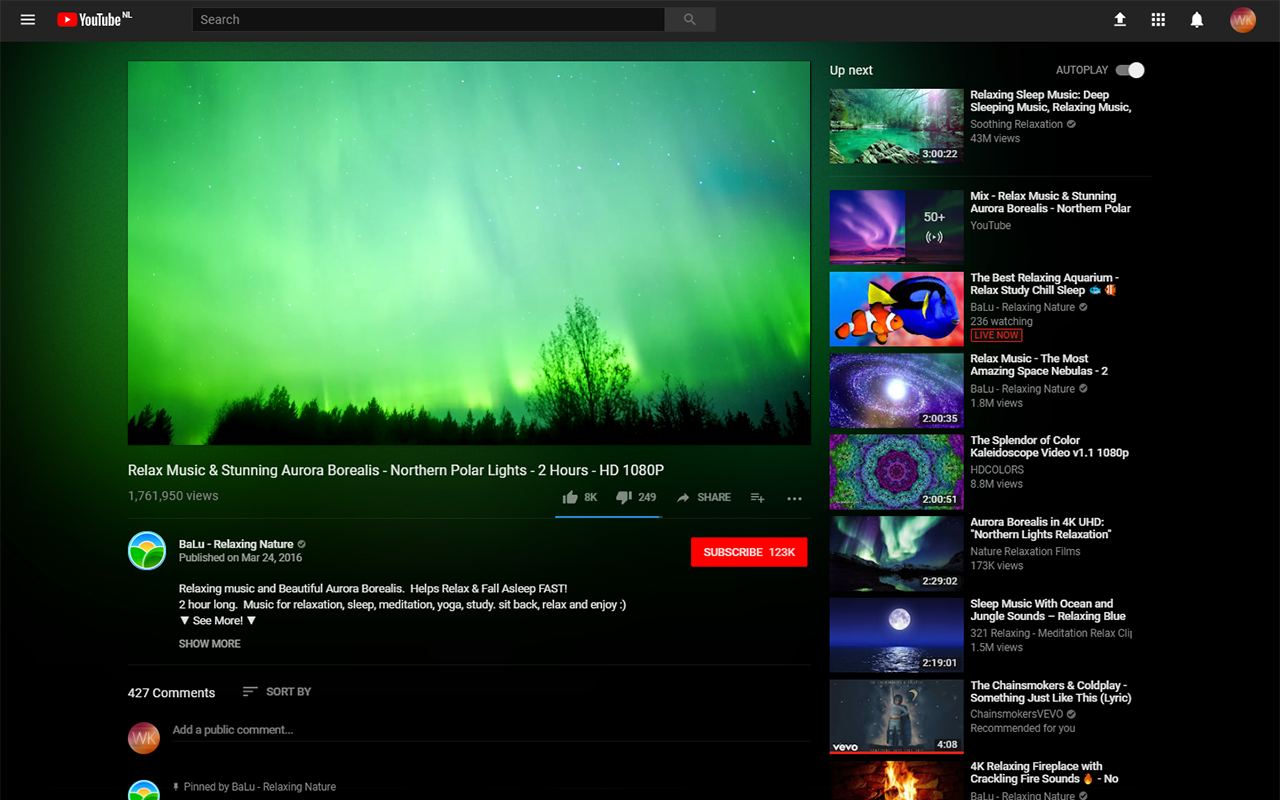 YouTube NL
Search
WK
Up next
AUTOPLAY
Relaxing Sleep Music: Deep
Sleeping Music, Relaxing Music,
Soothing Relaxation
43M views
3:00:22
Mix - Relax Music & Stunning
Aurora Borealis - Northern Polar
YouTube
50+
The Best Relaxing Aquarium -
Relax Study Chill Sleep 🐟 🐠
BaLu - Relaxing Nature
236 watching
LIVE NOW
Relax Music - The Most
Amazing Space Nebulas - 2
BaLu - Relaxing Nature
1.8M views
2:00:35
The Splendor of Color
Kaleidoscope Video v1.1 1080p
HDCOLORS
8.8M views
2:00:51
Aurora Borealis in 4K UHD:
"Northern Lights Relaxation"
Nature Relaxation Films
173K views
2:29:02
Sleep Music With Ocean and
Jungle Sounds – Relaxing Blue
321 Relaxing - Meditation Relax Clip
1.5M views
2:19:01
The Chainsmokers & Coldplay -
Something Just Like This (Lyric)
ChainsmokersVEVO
Recommended for you
vevo
4:08
4K Relaxing Fireplace with
Crackling Fire Sounds 🔥 - No
BaLu - Relaxing Nature
Relax Music & Stunning Aurora Borealis - Northern Polar Lights - 2 Hours - HD 1080P
1,761,950 views
8K 249 SHARE
BaLu - Relaxing Nature
Published on Mar 24, 2016
SUBSCRIBE 123K
Relaxing music and Beautiful Aurora Borealis. Helps Relax & Fall Asleep FAST!
2 hour long. Music for relaxation, sleep, meditation, yoga, study. sit back, relax and enjoy :)
▼ See More! ▼
SHOW MORE
427 Comments
SORT BY
WK
Add a public comment...
Pinned by BaLu - Relaxing Nature